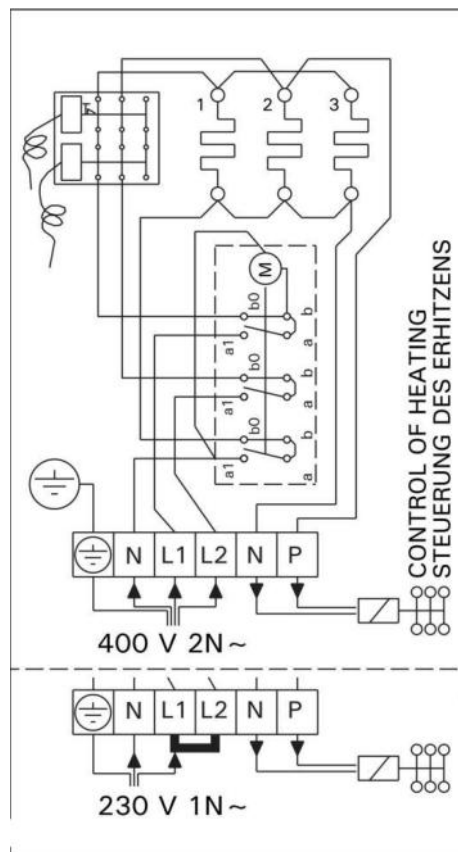 1 2 3
M
b0 b
a1 a
b0 b
a1 a
b0 b
a1 a
N L1 L2 N P
400 V 2N~
CONTROL OF HEATING
STEUERUNG DES ERHITZENS
N L1 L2 N P
230 V 1N~